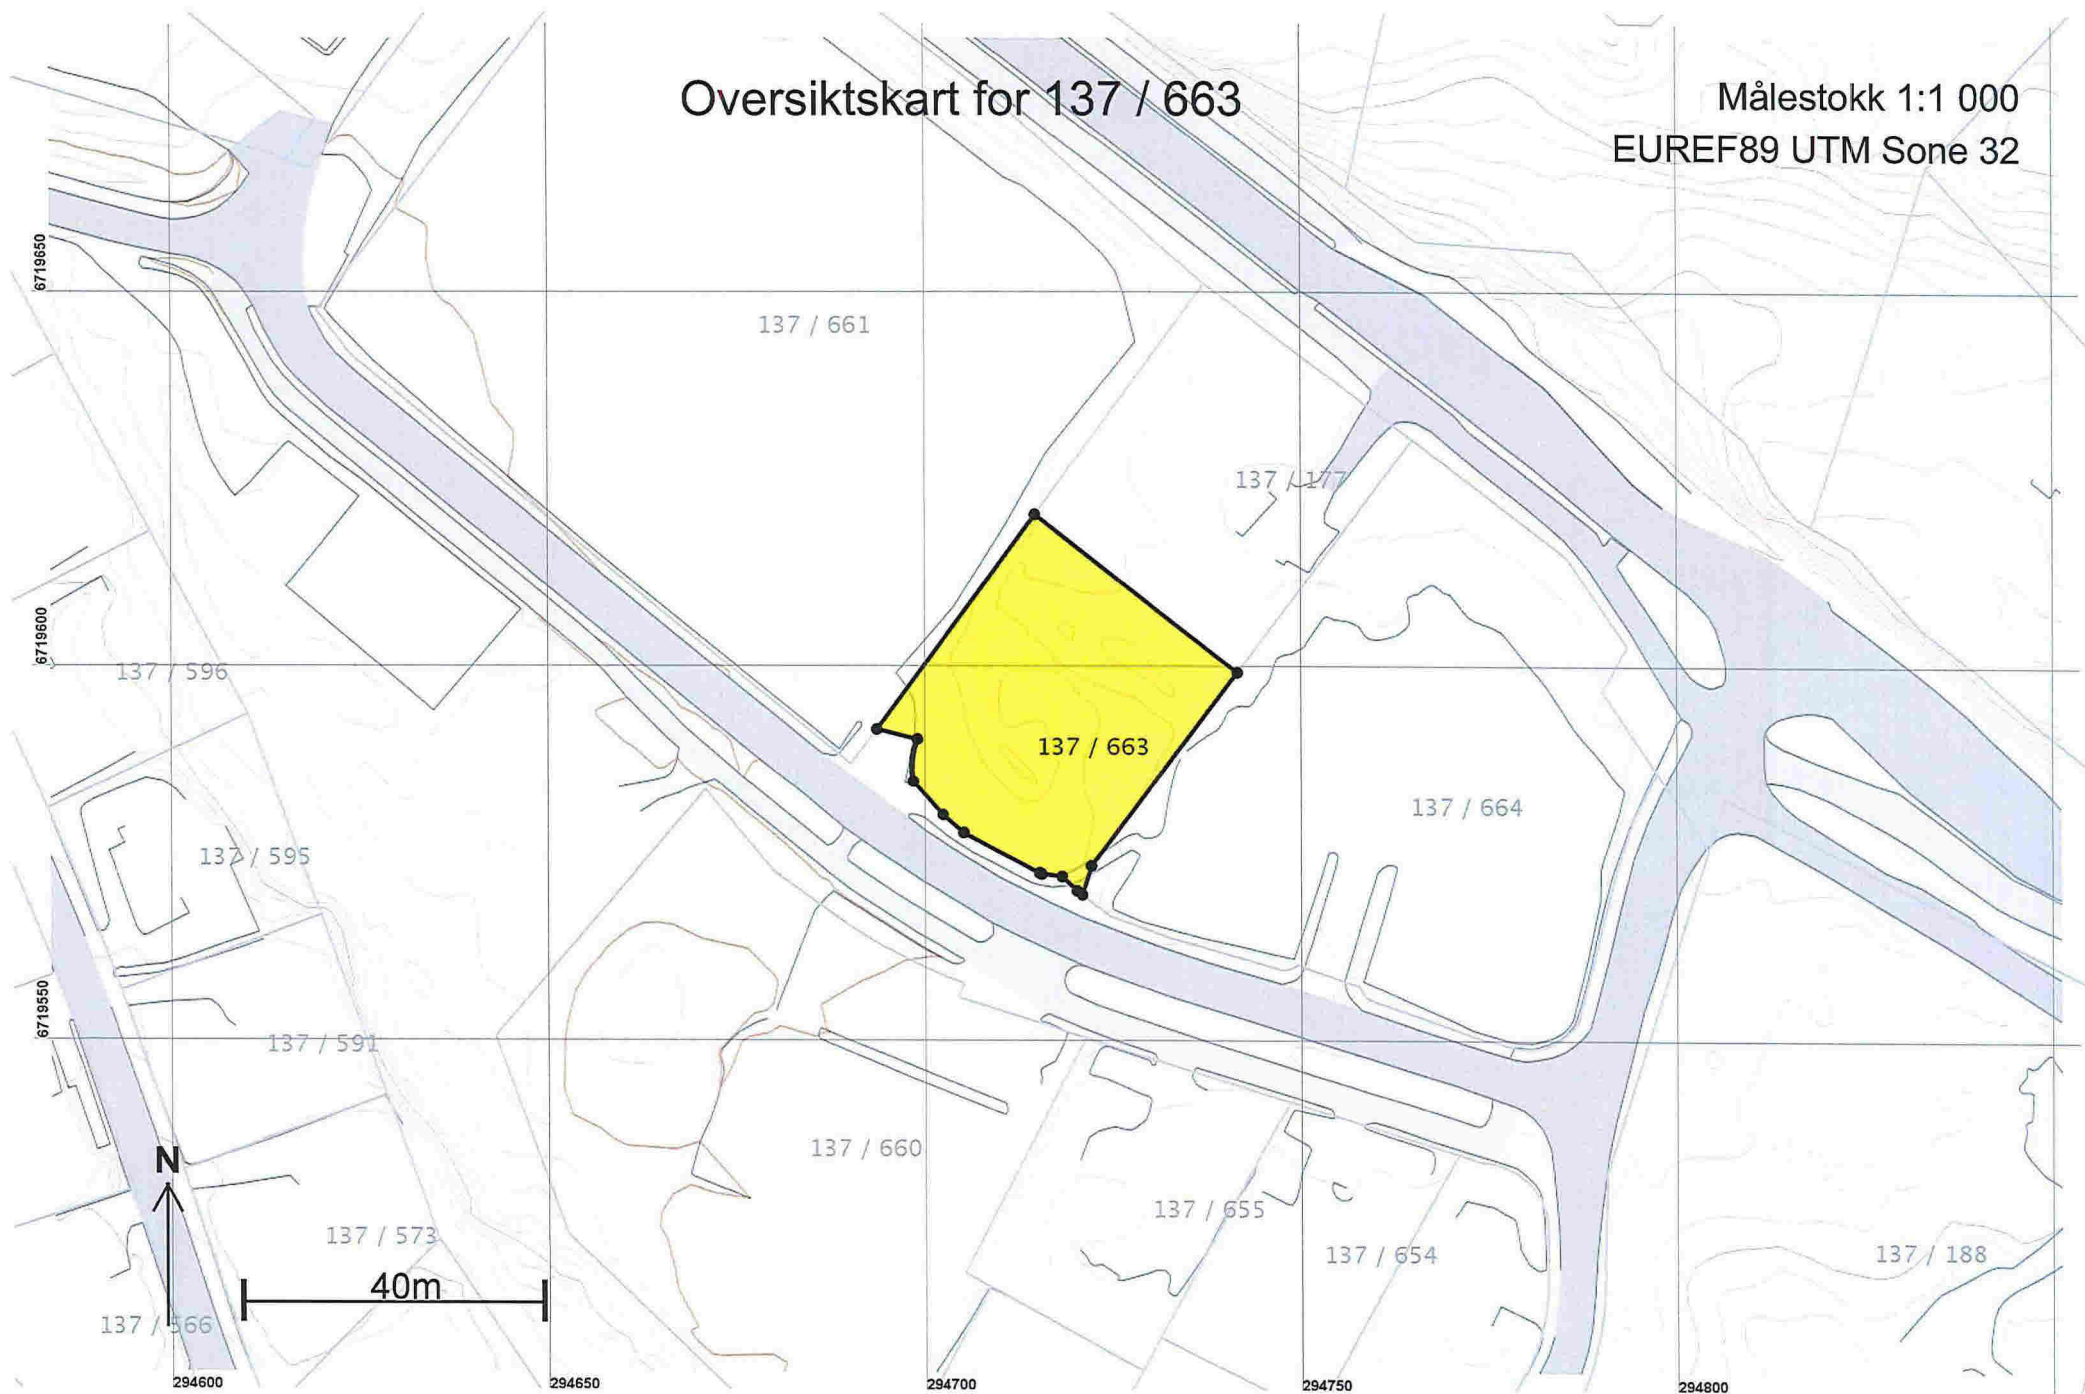 Oversiktskart for 137 / 663
Målestokk 1:1 000
EUREF89 UTM Sone 32
6719650
137 / 661
137 / 177
6719600
137 / 596
137 / 663
137 / 664
137 / 595
6719550
137 / 591
137 / 660
N
137 / 655
137 / 573
137 / 654
137 / 188
40m
137 / 566
294600
294650
294700
294750
294800